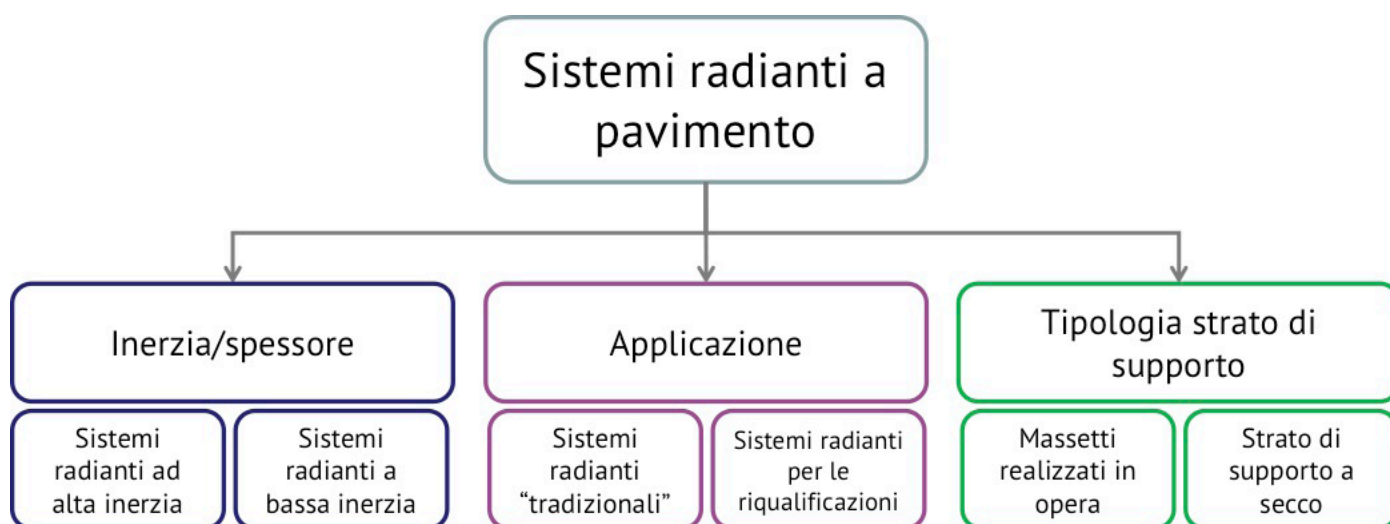 Sistemi radianti a
pavimento
Inerzia/spessore
Applicazione
Tipologia strato di
supporto
Sistemi
radianti ad
alta inerzia
Sistemi
radianti a
bassa inerzia
Sistemi
radianti
“tradizionali”
Sistemi radianti
per le
riqualificazioni
Massetti
realizzati in
opera
Strato di
supporto a
secco